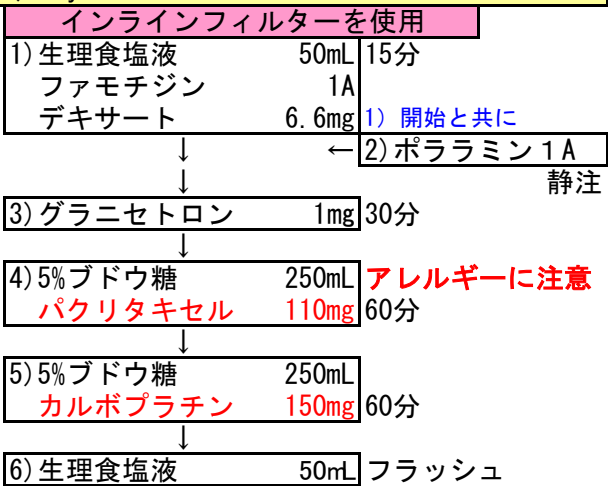 インラインフィルターを使用
1)生理食塩液 50mL 15分
ファモチジン 1A
デキサート 6.6mg 1) 開始と共に
↓ ← 2)ポララミン1A
↓ 静注
3)グラニセトロン 1mg 30分
↓
4)5%ブドウ糖 250mL アレルギーに注意
パクリタキセル 110mg 60分
↓
5)5%ブドウ糖 250mL
カルボプラチン 150mg 60分
↓
6)生理食塩液 50mL フラッシュ